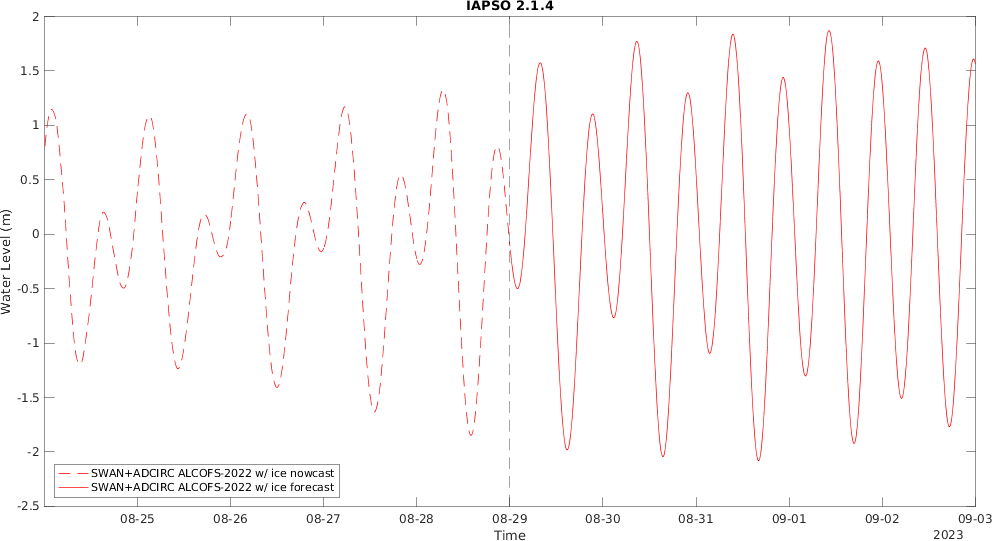 IAPSO 2.1.4
2
1.5
1
0.5
0
-0.5
-1
-1.5
-2
-2.5
Water Level (m)
SWAN+ADCIRC ALCOFS-2022 w/ ice nowcast
SWAN+ADCIRC ALCOFS-2022 w/ ice forecast
08-25 08-26 08-27 08-28 08-29 08-30 08-31 09-01 09-02 09-03
Time
2023